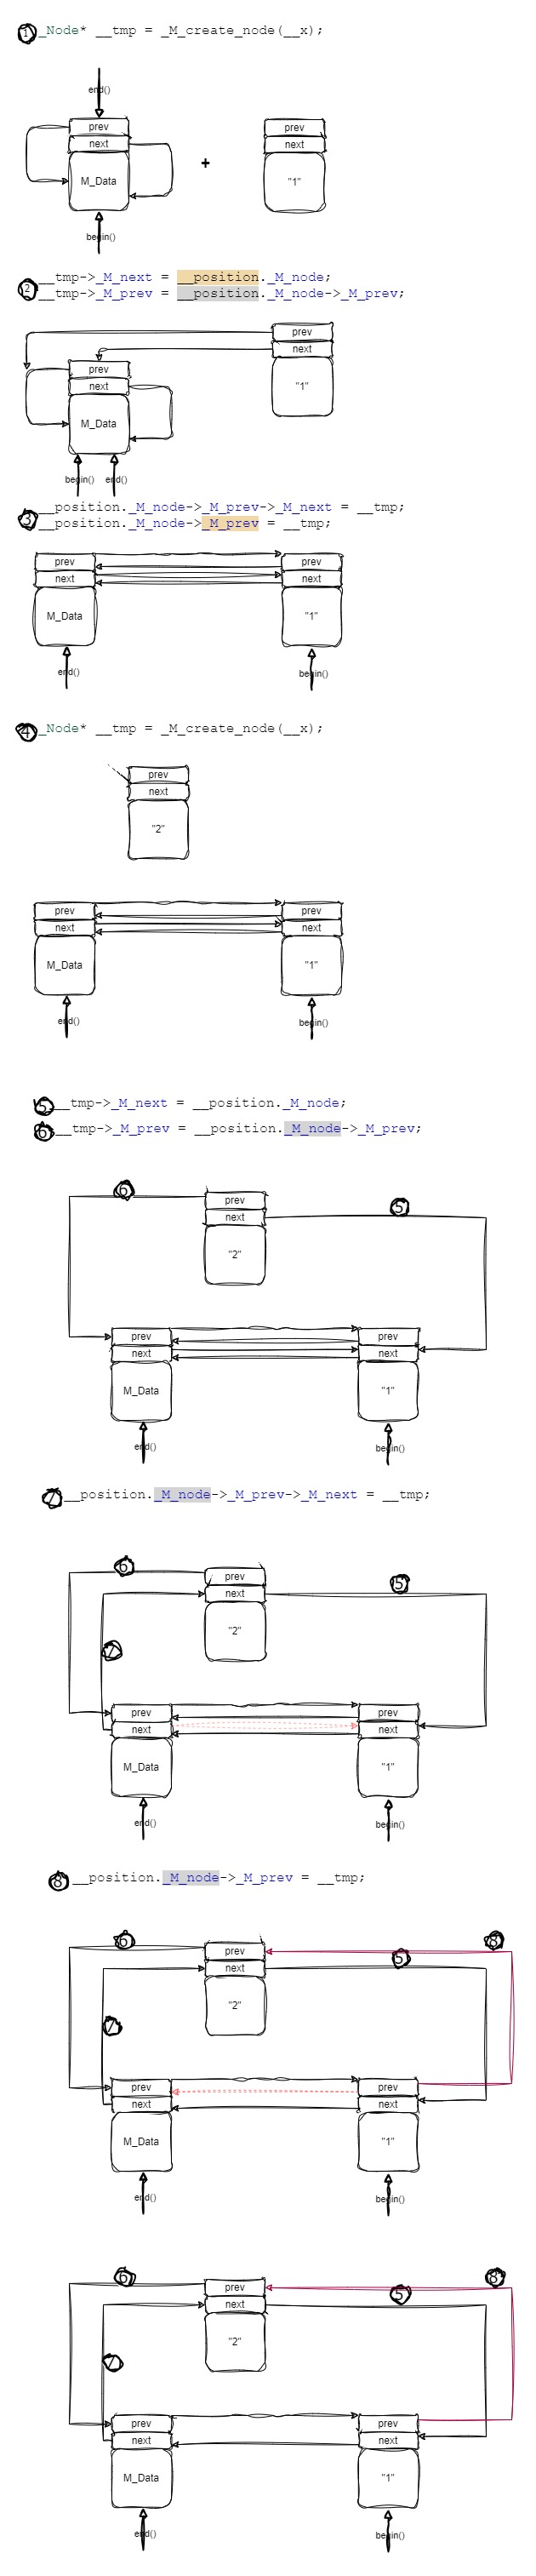 1 _Node* __tmp = _M_create_node(__x);
end()
prev
next
M_Data
begin()
+
prev
next
"1"
2 __tmp->_M_next = __position._M_node;
__tmp->_M_prev = __position._M_node->_M_prev;
prev
next
"1"
prev
next
M_Data
begin() end()
3 __position._M_node->_M_prev->_M_next = __tmp;
__position._M_node->_M_prev = __tmp;
prev prev
next next
M_Data "1"
end() begin()
4 _Node* __tmp = _M_create_node(__x);
prev
next
"2"
prev prev
next next
M_Data "1"
end() begin()
5 __tmp->_M_next = __position._M_node;
6 __tmp->_M_prev = __position._M_node->_M_prev;
6 5
prev
next
"2"
prev prev
next next
M_Data "1"
end() begin()
7 __position._M_node->_M_prev->_M_next = __tmp;
6 5
prev
next
"2"
7
prev prev
next next
M_Data "1"
end() begin()
8 __position._M_node->_M_prev = __tmp;
6 8
prev 5
next
"2"
7
prev prev
next next
M_Data "1"
end() begin()
6 8
prev 5
next
"2"
7
prev prev
next next
M_Data "1"
end() begin()